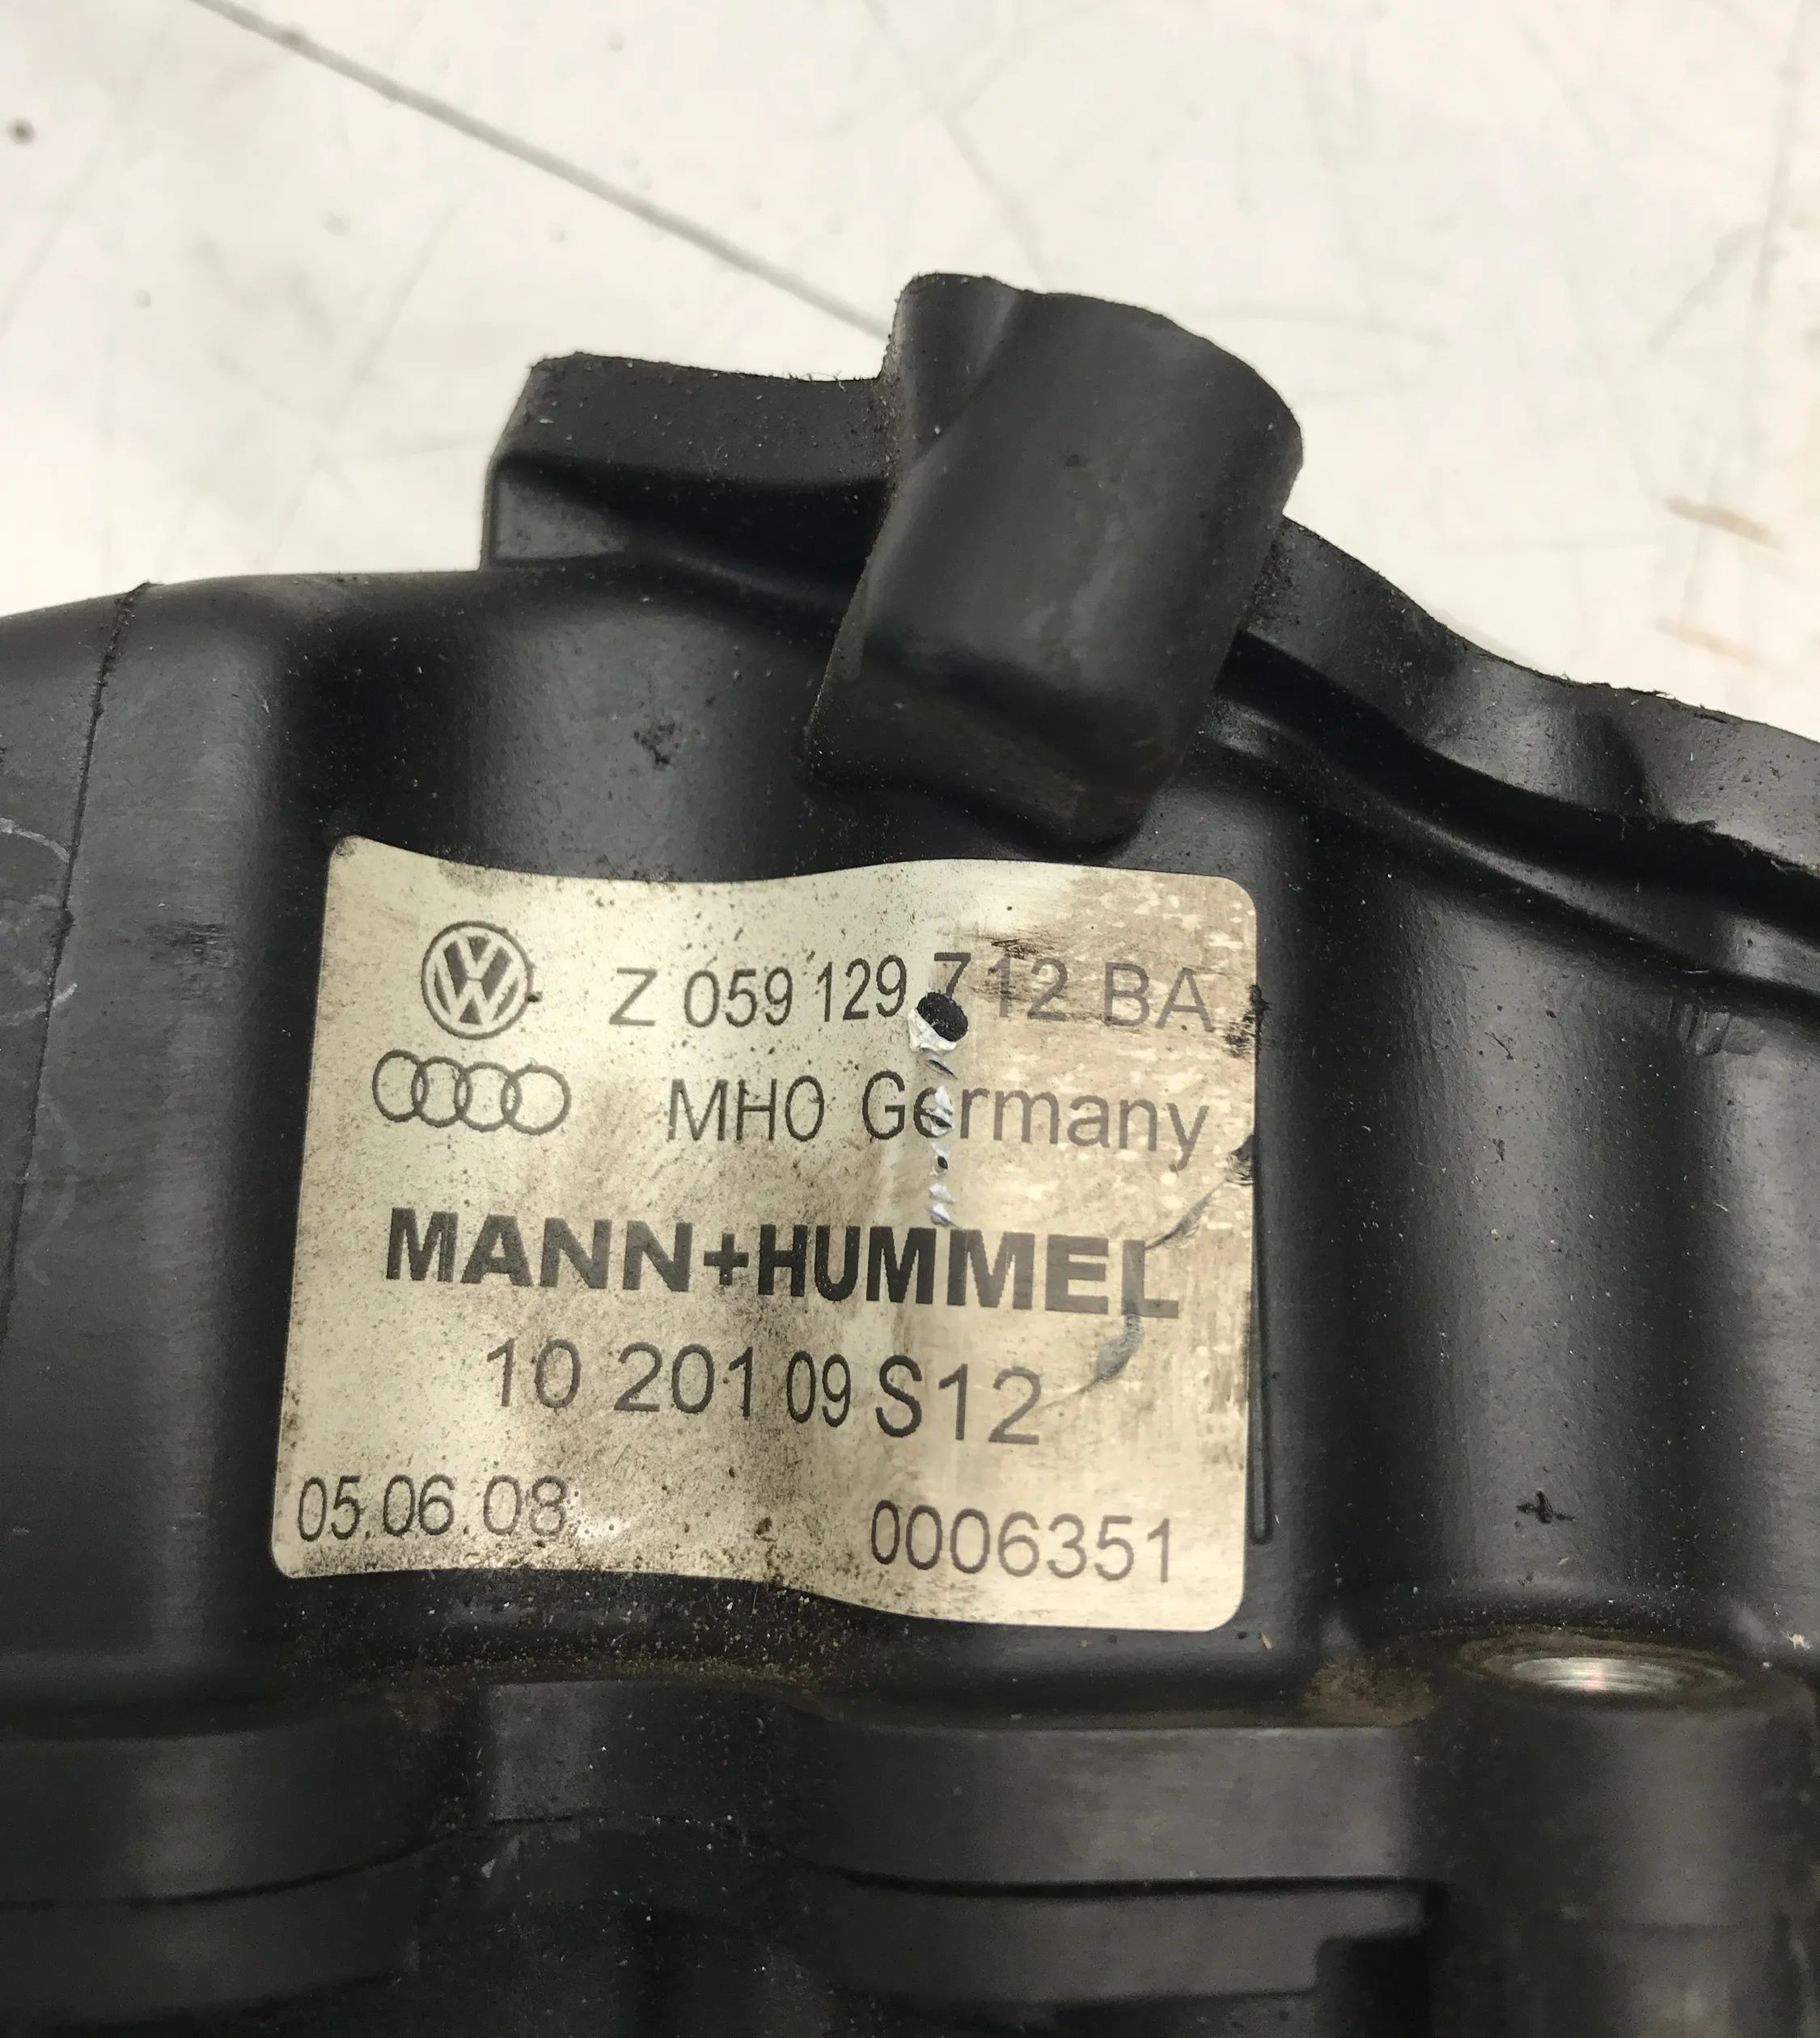 Z 059 129 712 BA
MHO Germany
MANN+HUMMEL
10 201 09 S12
05.06.08 0006351